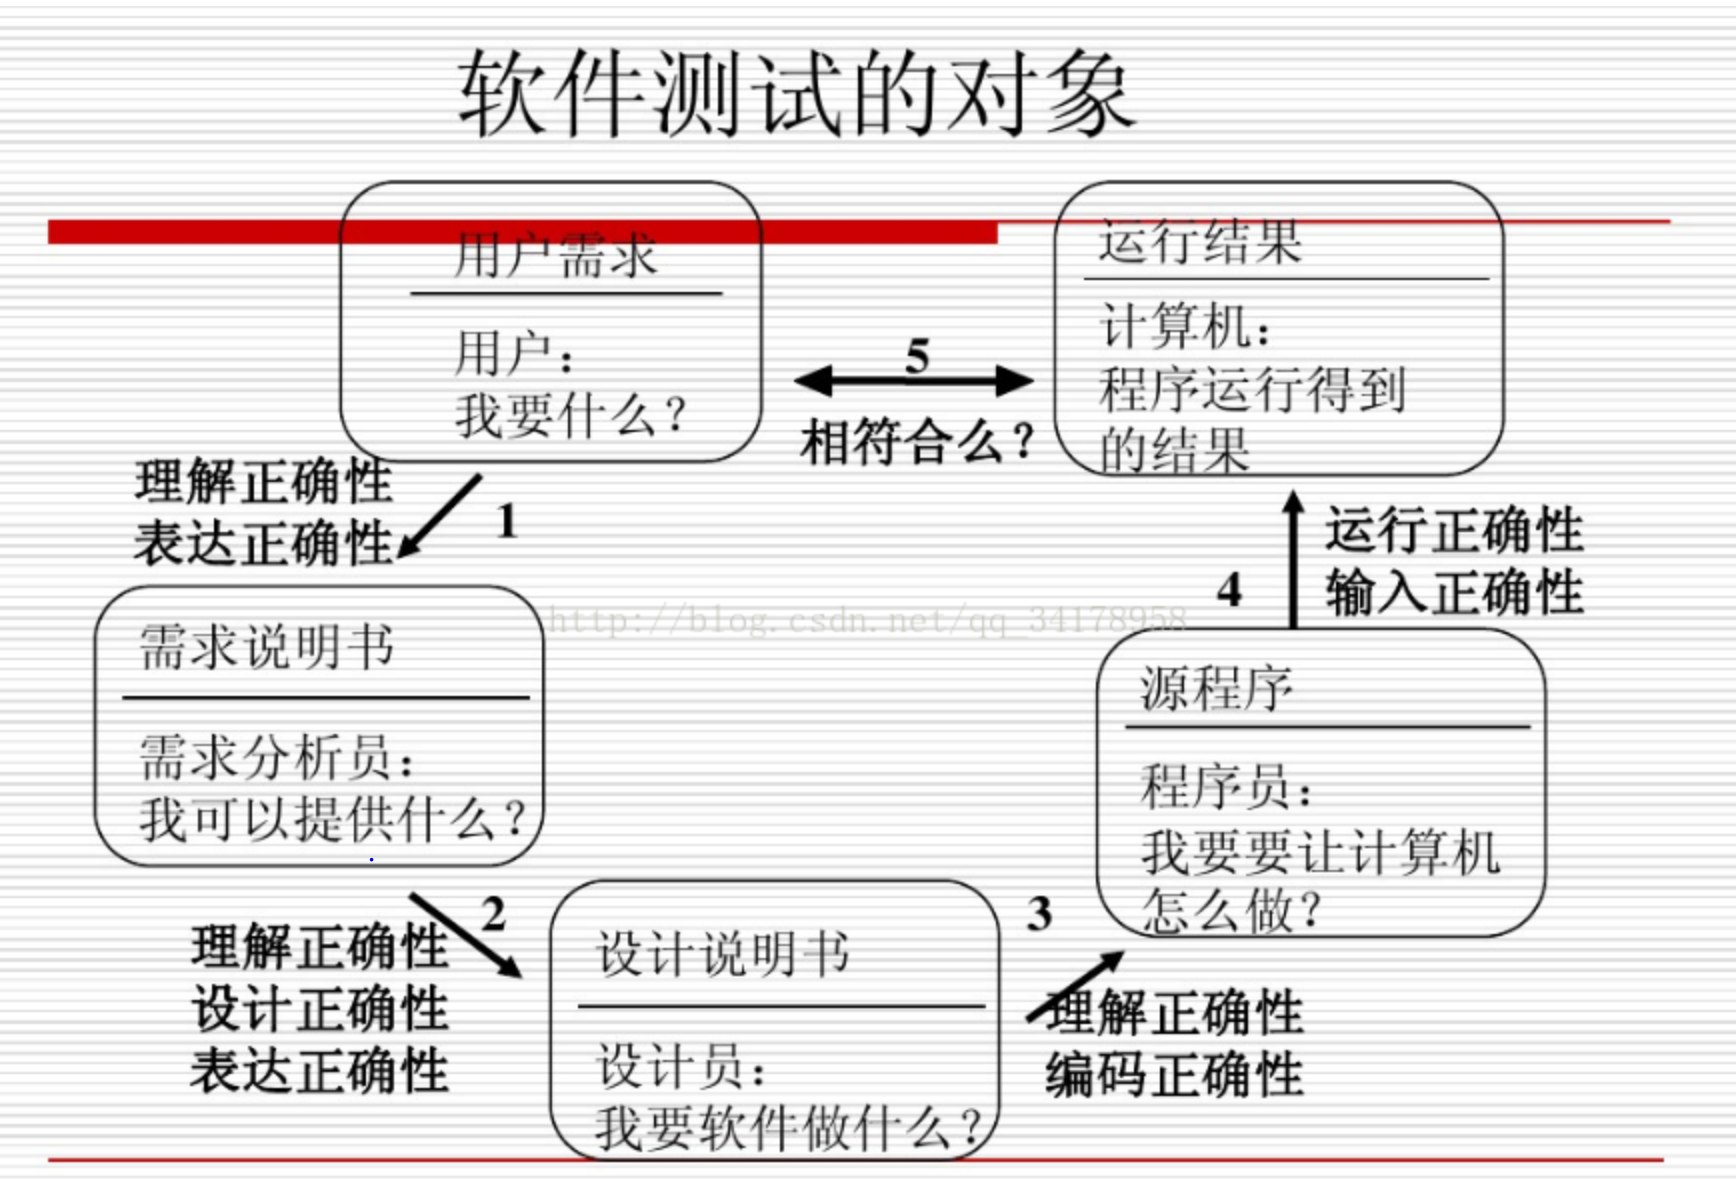 软件测试的对象
用户需求
用户：
我要什么？
运行结果
计算机：
程序运行得到
的结果
5
相符合么？
理解正确性
表达正确性
1
运行正确性
输入正确性
4
http://blog.csdn.net/qq_34178958
需求说明书
需求分析员：
我可以提供什么？
源程序
程序员：
我要要让计算机
怎么做？
2
理解正确性
设计正确性
表达正确性
设计说明书
设计员：
我要软件做什么？
3
理解正确性
编码正确性